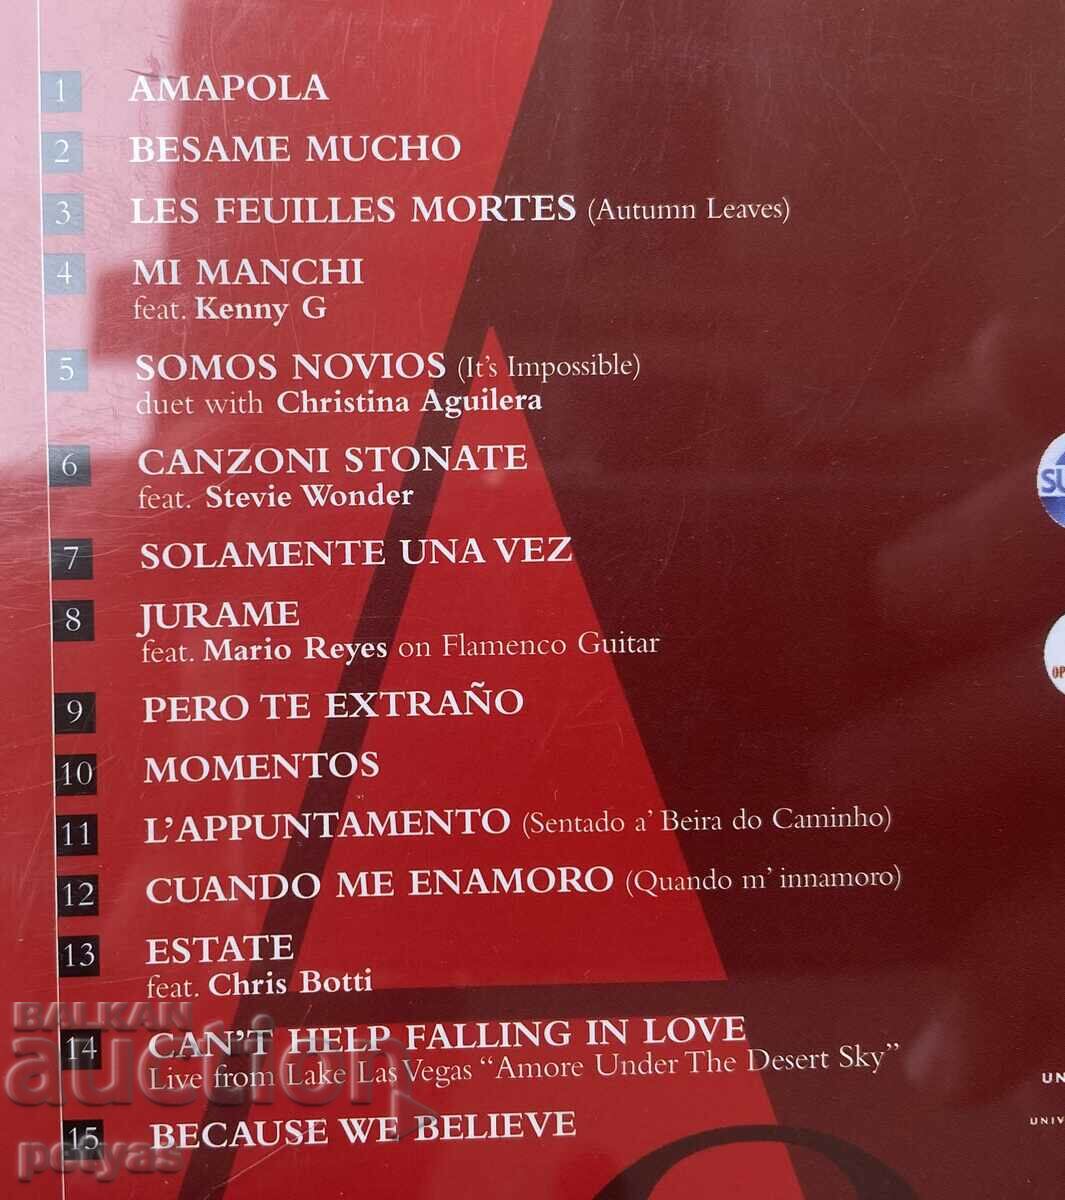 1 AMAPOLA
2 BESAME MUCHO
3 LES FEUILLES MORTES (Autumn Leaves)
4 MI MANCHI
feat. Kenny G
5 SOMOS NOVIOS (It's Impossible)
duet with Christina Aguilera
6 CANZONI STONATE
feat. Stevie Wonder
7 SOLAMENTE UNA VEZ
8 JURAME
feat. Mario Reyes on Flamenco Guitar
9 PERO TE EXTRAÑO
10 MOMENTOS
11 L'APPUNTAMENTO (Sentado a' Beira do Caminho)
12 CUANDO ME ENAMORO (Quando m' innamoro)
13 ESTATE
feat. Chris Botti
14 CAN'T HELP FALLING IN LOVE
Live from Lake Las Vegas "Amore Under The Desert Sky"
15 BECAUSE WE BELIEVE
SU
OP
UN
UNIV
BALKAN
auction
petyas